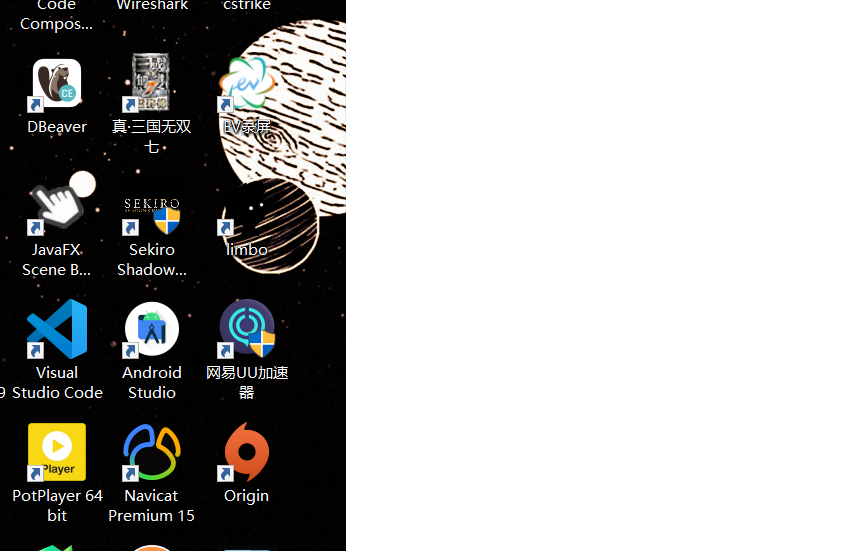 Code
Compos...
Wireshark
cstrike
CE
DBeaver
真·三国无双
七
ev
EV录屏
JavaFX
Scene B...
SEKIRO
Sekiro
Shadow...
limbo
Visual
9 Studio Code
Android
Studio
网易UU加速
器
Player
PotPlayer 64
bit
Navicat
Premium 15
Origin